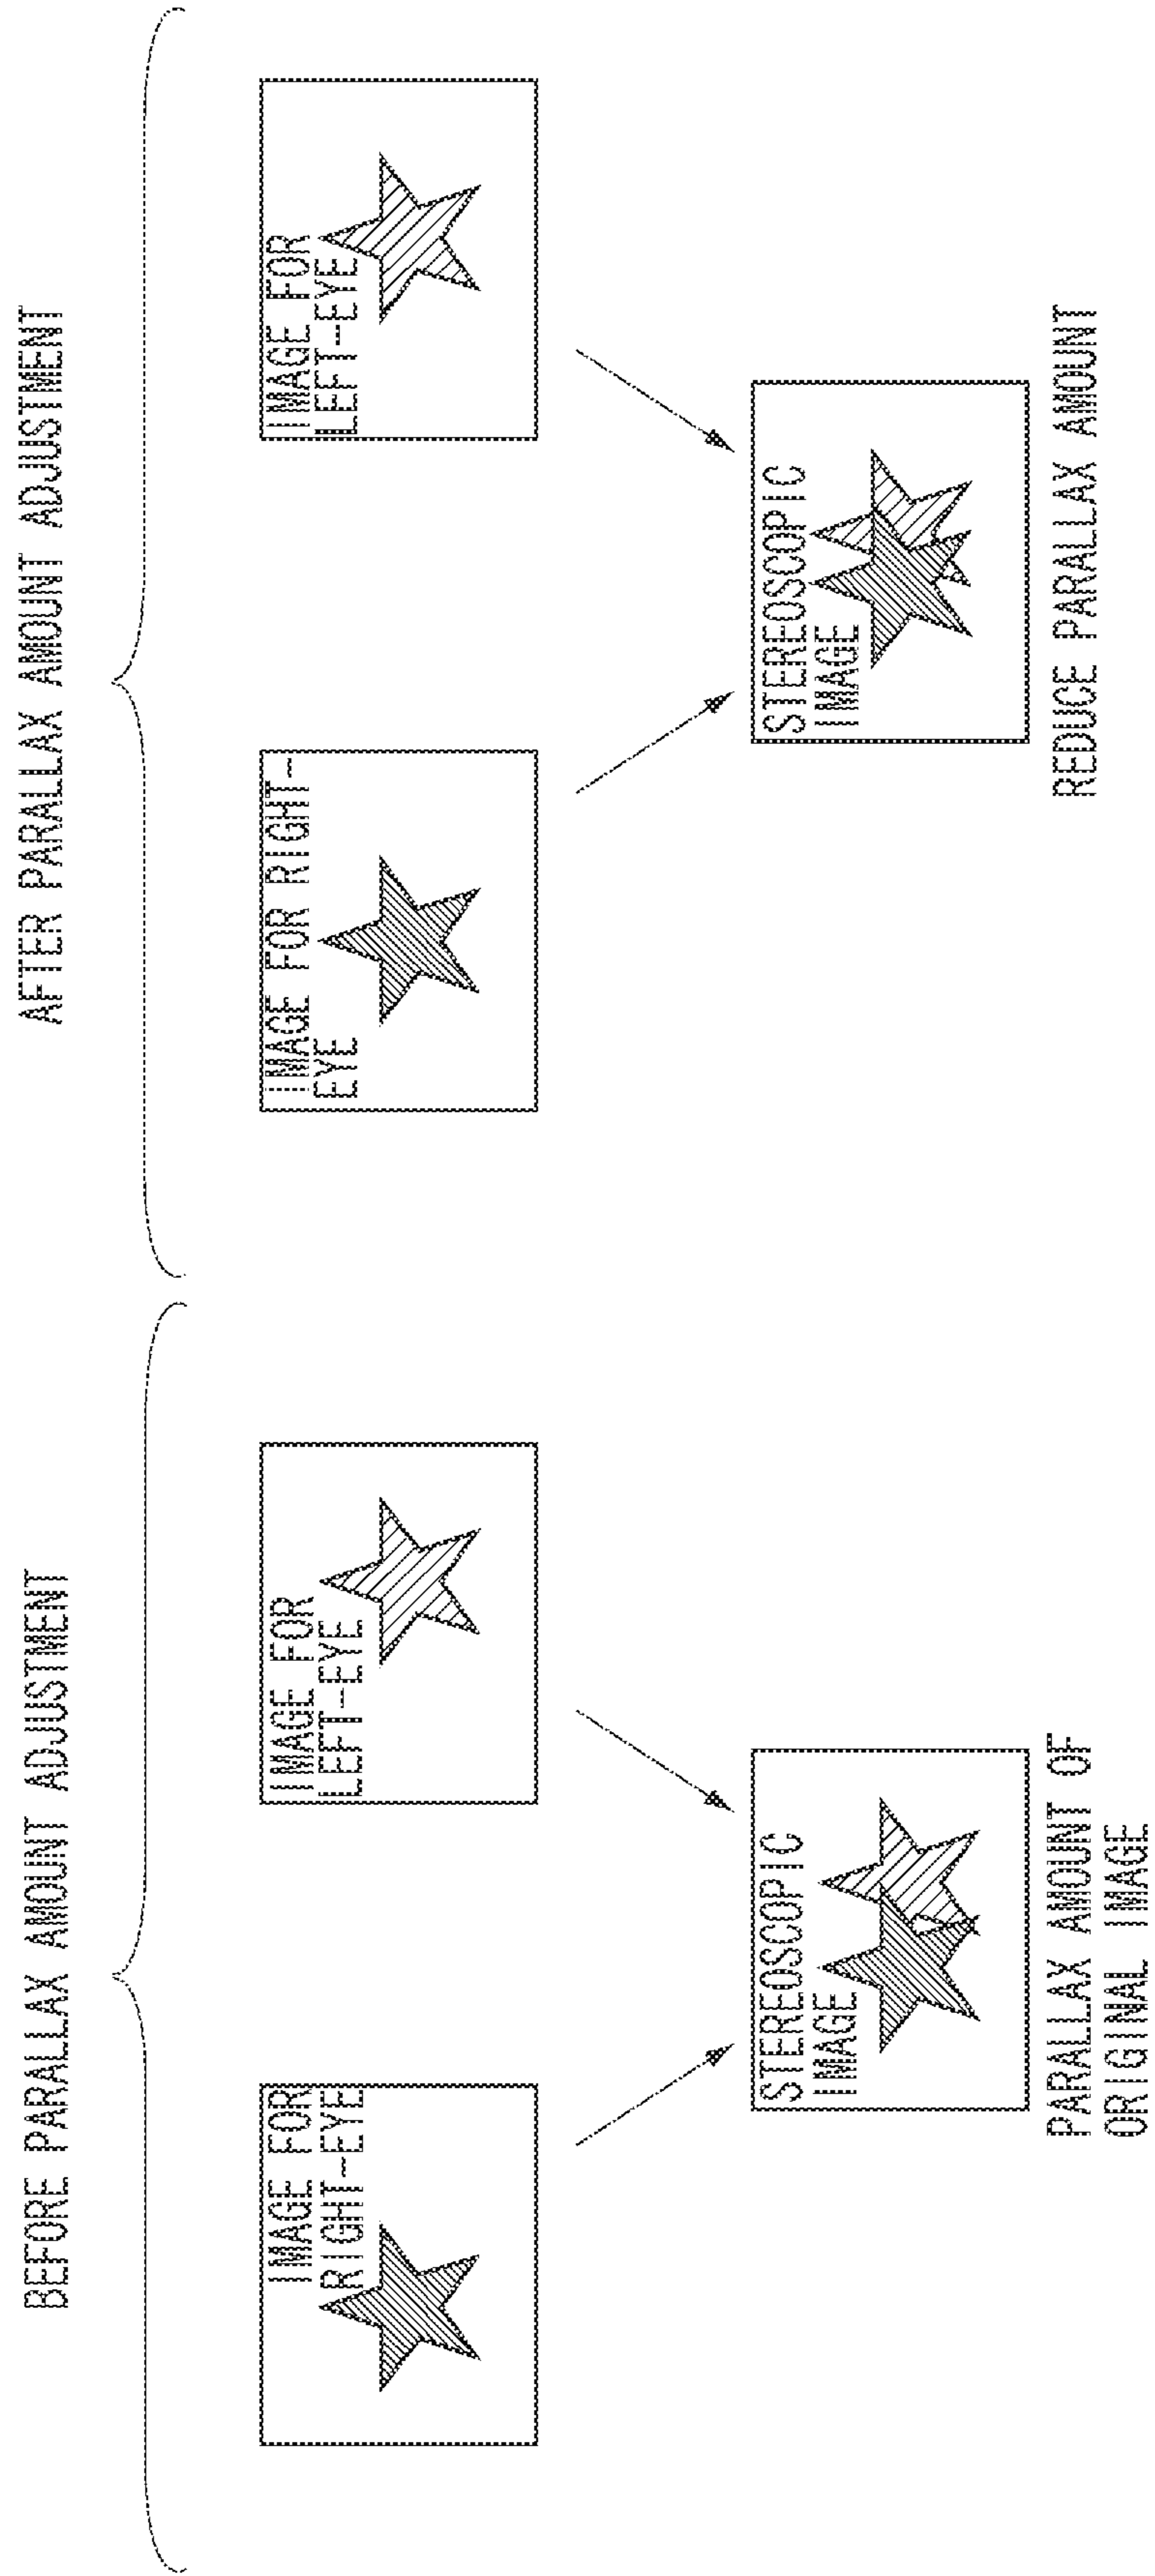 BEFORE PARALLAX AMOUNT ADJUSTMENT
IMAGE FOR
RIGHT-EYE
IMAGE FOR
LEFT-EYE
STEREOSCOPIC
IMAGE
PARALLAX AMOUNT OF
ORIGINAL IMAGE
AFTER PARALLAX AMOUNT ADJUSTMENT
IMAGE FOR RIGHT-
EYE
IMAGE FOR
LEFT-EYE
STEREOSCOPIC
IMAGE
REDUCE PARALLAX AMOUNT